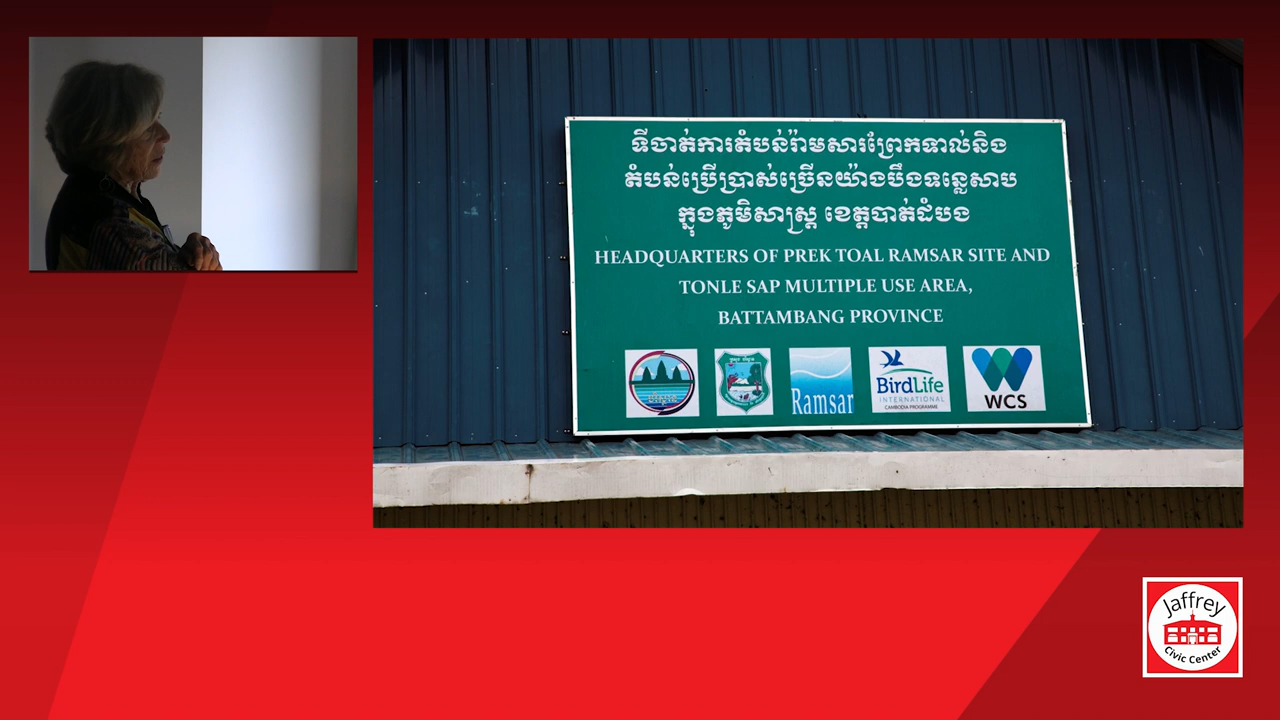 ទីចាត់ការតំបន់រ៉ាមសារព្រែកទាល់និង
តំបន់ប្រើប្រាស់ច្រើនយ៉ាងបឹងទន្លេសាប
ក្នុងភូមិសាស្ត្រ ខេត្តបាត់ដំបង
HEADQUARTERS OF PREK TOAL RAMSAR SITE AND
TONLE SAP MULTIPLE USE AREA,
BATTAMBANG PROVINCE
Ramsar
BirdLife
INTERNATIONAL
CAMBODIA PROGRAMME
WCS
Jaffrey
Civic Center